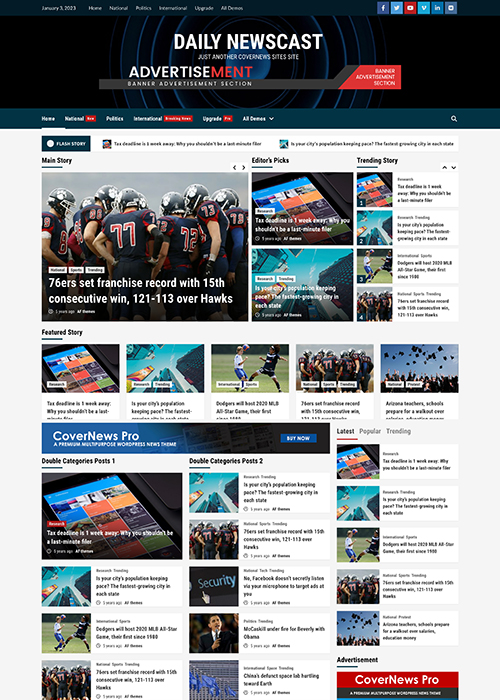 January 3, 2023 Home National Politics International Upgrade All Demos
DAILY NEWSCAST
JUST ANOTHER COVERNEWS SITES SITE
ADVERTISEMENT
BANNER ADVERTISEMENT SECTION
BANNER
ADVERTISEMENT
SECTION
Home National New Politics International Breaking News Upgrade Pro All Demos
FLASH STORY
Tax deadline is 1 week away: Why you shouldn't be a last-minute filer
Is your city's population keeping pace? The fastest-growing city in each state
Main Story
National Sports Trending
76ers set franchise record with 15th
consecutive win, 121-113 over Hawks
5 years ago AF themes
Editor's Picks
Research
Tax deadline is 1 week away: Why you
shouldn't be a last-minute filer
5 years ago AF themes
Research Trending
Is your city's population keeping
pace? The fastest-growing city in
each state
5 years ago AF themes
Trending Story
1
Research
Tax deadline is 1 week
away: Why you shouldn't
be a last-minute filer
2
Research Trending
Is your city's population
keeping pace? The fastest-
growing city in each state
3
International Sports
Dodgers will host 2020 MLB
All-Star Game, their first
since 1980
4
National Sports Trending
76ers set franchise record
with 15th consecutive win,
121-113 over Hawks
Featured Story
Research
Tax deadline is 1 week away:
Why you shouldn't be a last-
minute filer
Research Trending
Is your city's population
keeping pace? The fastest-
growing city in each state
International Sports
Dodgers will host 2020 MLB
All-Star Game, their first
since 1980
National Sports Trending
76ers set franchise record
with 15th consecutive win,
121-113 over Hawks
National Protest
Arizona teachers, schools
prepare for a walkout over
salaries, education money
CoverNews Pro
A PREMIUM MULTIPURPOSE WORDPRESS NEWS THEME
BUY NOW
Double Categories Posts 1
Research
Tax deadline is 1 week away: Why you shouldn't be
a last-minute filer
5 years ago AF themes
Research Trending
Is your city's population keeping
pace? The fastest-growing city in
each state
5 years ago AF themes
International Sports
Dodgers will host 2020 MLB All-Star
Game, their first since 1980
5 years ago AF themes
National Sports Trending
76ers set franchise record with 15th
consecutive win, 121-113 over
Hawks
Double Categories Posts 2
Research Trending
Is your city's population keeping
pace? The fastest-growing city in
each state
5 years ago AF themes
National Sports Trending
76ers set franchise record with 15th
consecutive win, 121-113 over
Hawks
5 years ago AF themes
Security
National Tech Trending
No, Facebook doesn't secretly listen
via your microphone to target ads at
you
5 years ago AF themes
Politics Trending
McCaskill under fire for Beverly with
Obama
5 years ago AF themes
International Space Trending
China's defunct space lab hurtling
toward Earth
5 years ago AF themes
Latest Popular Trending
Research
Tax deadline is 1 week away: Why
you shouldn't be a last-minute filer
Research Trending
Is your city's population keeping
pace? The fastest-growing city in
each state
International Sports
Dodgers will host 2020 MLB All-Star
Game, their first since 1980
National Sports Trending
76ers set franchise record with 15th
consecutive win, 121-113 over
Hawks
National Protest
Arizona teachers, schools prepare
for a walkout over salaries,
education money
Advertisement
CoverNews Pro
A PREMIUM MULTIPURPOSE WORDPRESS NEWS THEME